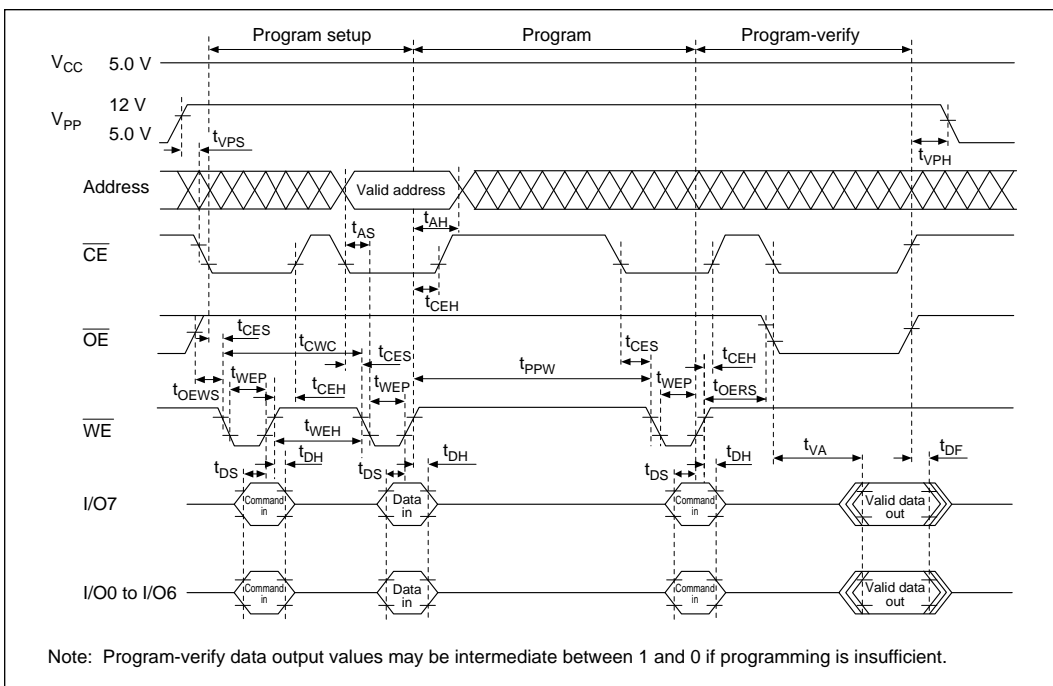 Program setup Program Program-verify
VCC 5.0 V
12 V
VPP
5.0 V
tVPS
tVPH
Address Valid address
tAH
tAS
CE
tCEH
OE
tCES
tCWC
tCES
tCES
tCEH
tPPW
tWEP
tWEP
tWEP
tOEWS
tCEH
tOERS
WE
tWEH
tVA
tDH
tDH
tDH
tDF
tDS
tDS
tDS
I/O7
Command
in
Data
in
Command
in
Valid data
out
I/O0 to I/O6
Command
in
Data
in
Command
in
Valid data
out
Note: Program-verify data output values may be intermediate between 1 and 0 if programming is insufficient.